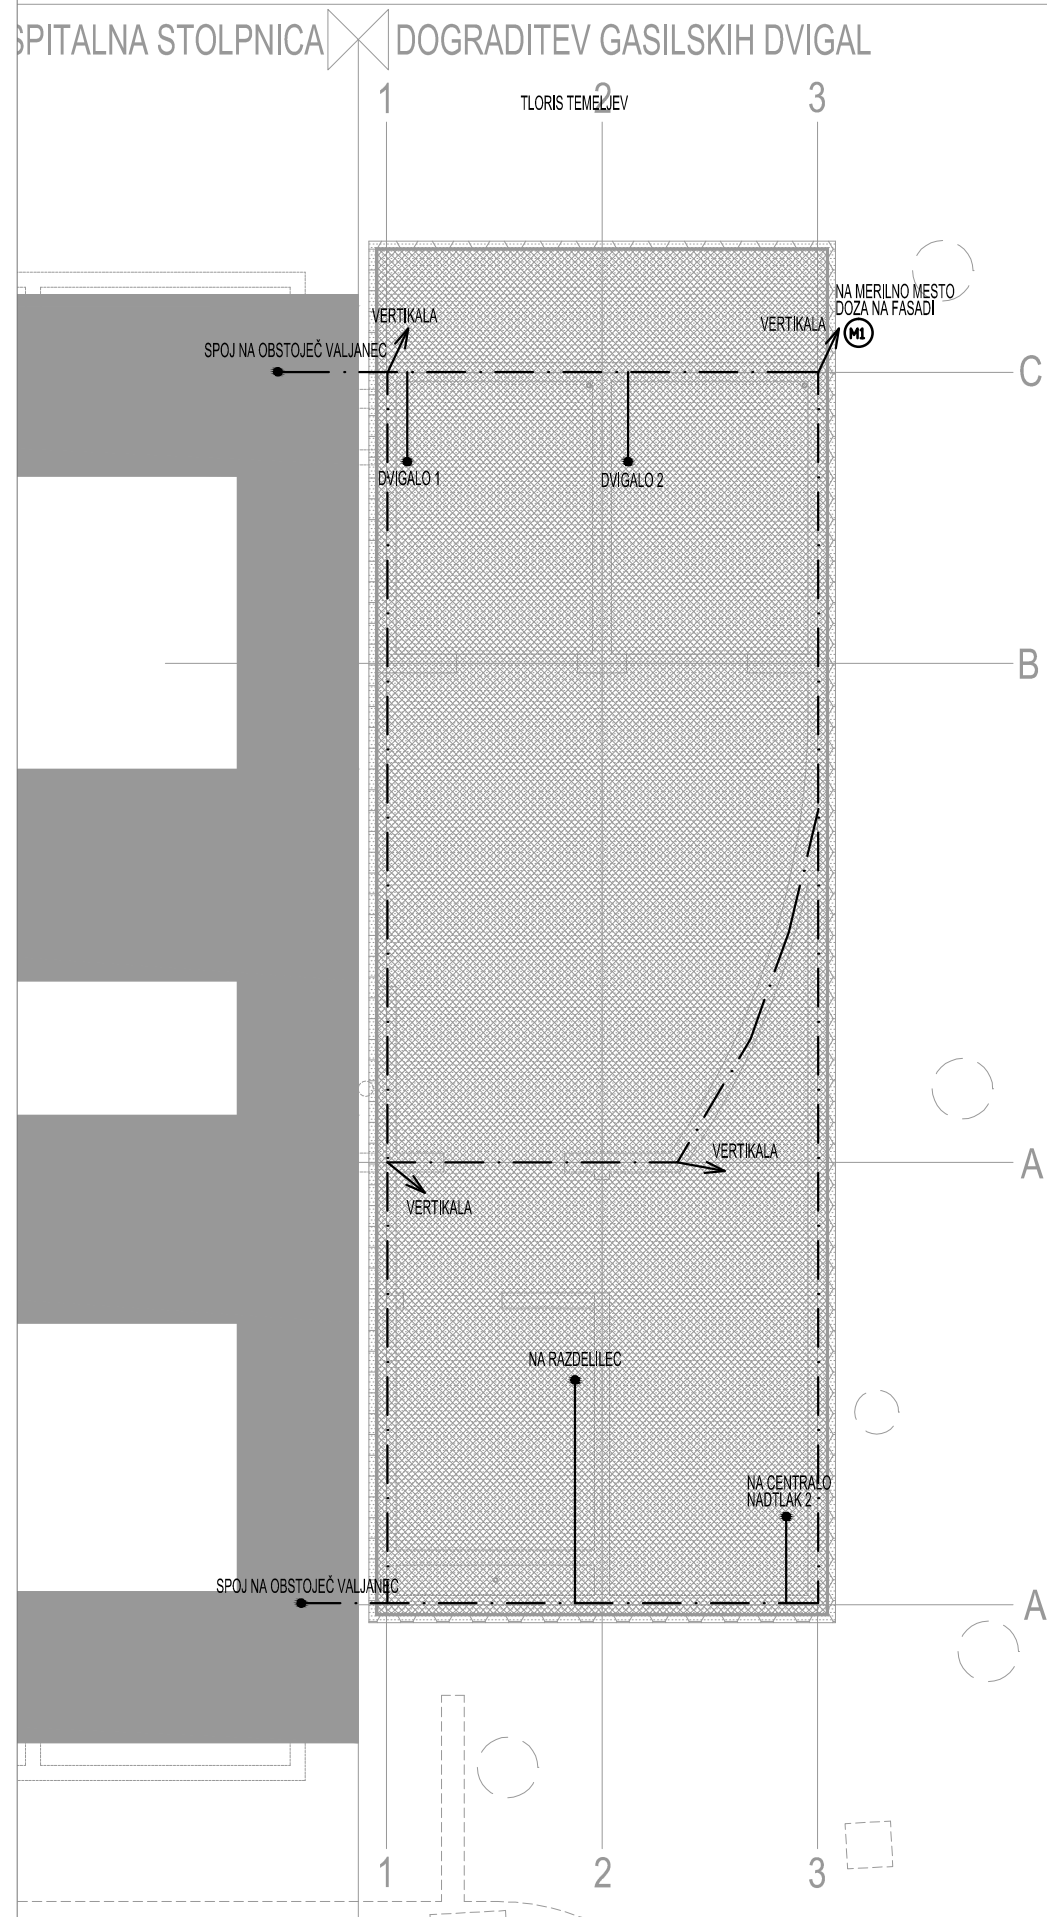 SPITALNA STOLPNICA
DOGRADITEV GASILSKIH DVIGAL
1
2
3
TLORIS TEMELJEV
NA MERILNO MESTO
DOZA NA FASADI
M1
VERTIKALA
VERTIKALA
SPOJ NA OBSTOJEČ VALJANEC
C
DVIGALO 1
DVIGALO 2
B
VERTIKALA
A
VERTIKALA
NA RAZDELILEC
NA CENTRALO
NADTLAK 2
SPOJ NA OBSTOJEČ VALJANEC
A
1
2
3